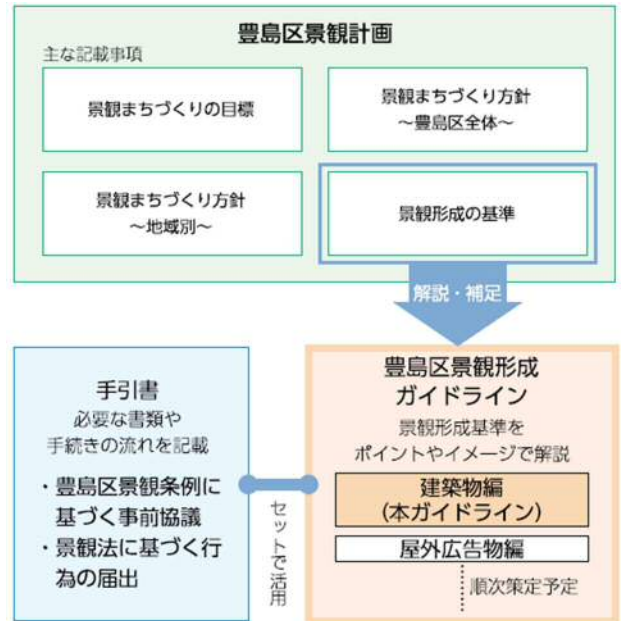 豊島区景観計画
主な記載事項
景観まちづくりの目標
景観まちづくり方針
～豊島区全体～
景観まちづくり方針
～地域別～
景観形成の基準
解説・補足
手引書
必要な書類や
手続きの流れを記載
・豊島区景観条例に
基づく事前協議
・景観法に基づく行
為の届出
セットで活用
豊島区景観形成
ガイドライン
景観形成基準を
ポイントやイメージで解説
建築物編
(本ガイドライン)
屋外広告物編
順次策定予定